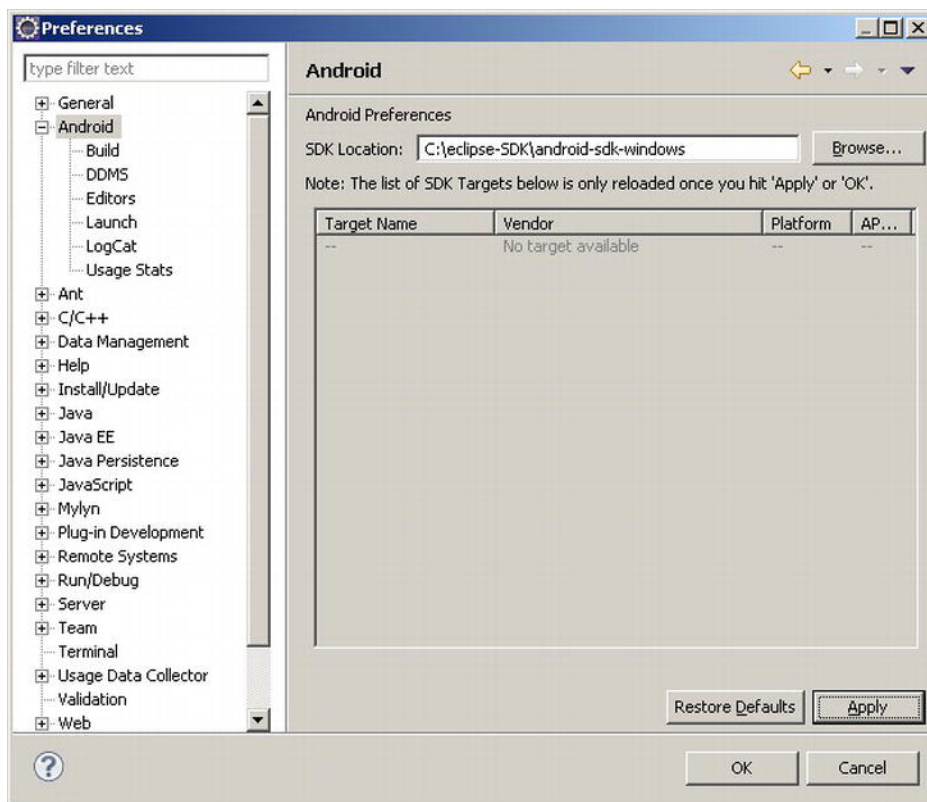 Preferences
type filter text
General
Android
Build
DDMS
Editors
Launch
LogCat
Usage Stats
Ant
C/C++
Data Management
Help
Install/Update
Java
Java EE
Java Persistence
JavaScript
Mylyn
Plug-in Development
Remote Systems
Run/Debug
Server
Team
Terminal
Usage Data Collector
Validation
Web
Android
Android Preferences
SDK Location: C:\eclipse-SDK\android-sdk-windows Browse...
Note: The list of SDK Targets below is only reloaded once you hit 'Apply' or 'OK'.
Target Name Vendor Platform AP...
-- No target available -- --
Restore Defaults Apply
? OK Cancel